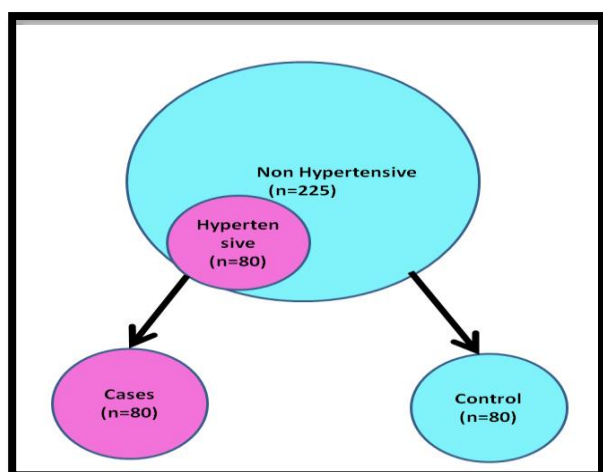 Non Hypertensive
(n=225)
Hyperten
sive
(n=80)
Cases
(n=80)
Control
(n=80)